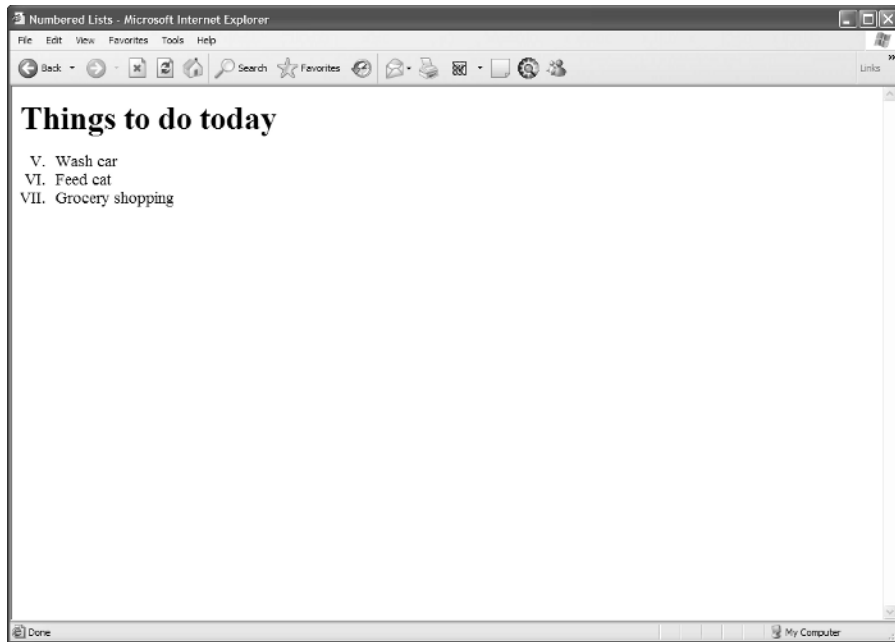 Numbered Lists - Microsoft Internet Explorer
File Edit View Favorites Tools Help
Back Search Favorites Links »
Things to do today
V. Wash car
VI. Feed cat
VII. Grocery shopping
Done My Computer